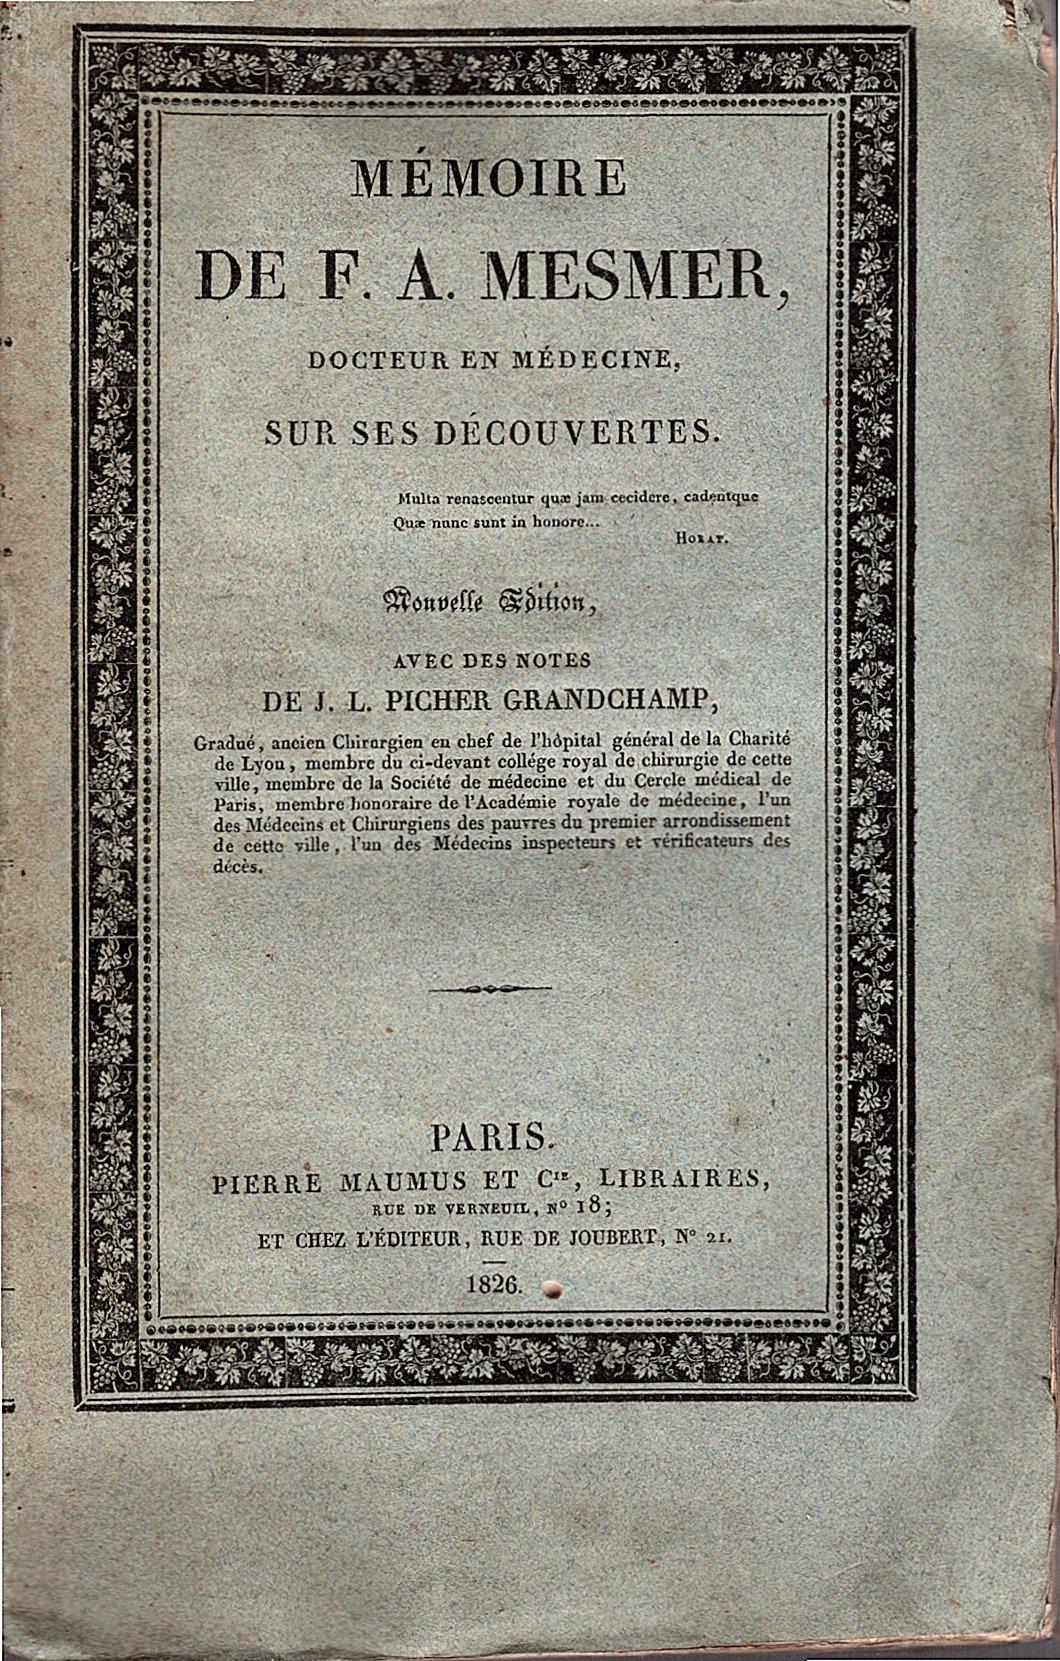 MÉMOIRE
DE F. A. MESMER,
DOCTEUR EN MÉDECINE,
SUR SES DÉCOUVERTES.
Multa renascentur quæ jam cecidere, cadentque
Quæ nunc sunt in honore...
HORAT.
Nouvelle Edition,
AVEC DES NOTES
DE J. L. PICHER GRANDCHAMP,
Gradué, ancien Chirurgien en chef de l'hôpital général de la Charité
de Lyon, membre du ci-devant collége royal de chirurgie de cette
ville, membre de la Société de médecine et du Cercle médical de
Paris, membre honoraire de l'Académie royale de médecine, l'un
des Médecins et Chirurgiens des pauvres du premier arrondissement
de cette ville, l'un des Médecins inspecteurs et vérificateurs des
décès.
PARIS.
PIERRE MAUMUS ET Cie, LIBRAIRES,
RUE DE VERNEUIL, N° 18;
ET CHEZ L'ÉDITEUR, RUE DE JOUBERT, N° 21.
1826.